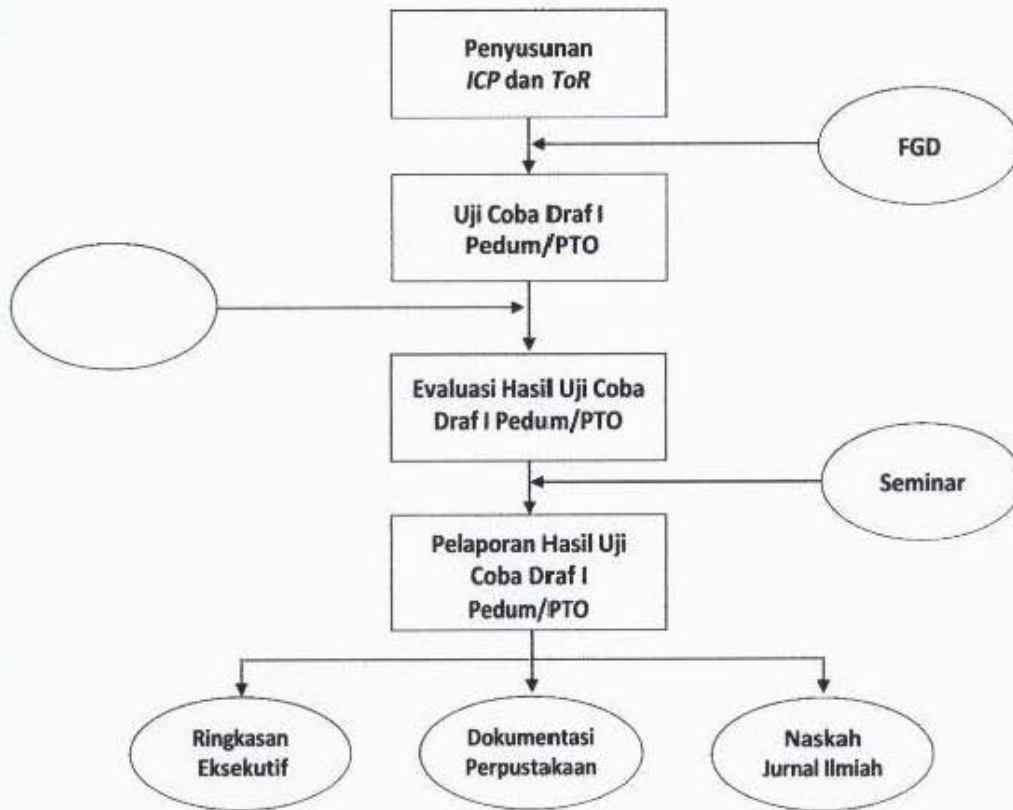 Penyusunan
ICP dan ToR
FGD
Uji Coba Draf I
Pedum/PTO
Evaluasi Hasil Uji Coba
Draf I Pedum/PTO
Seminar
Pelaporan Hasil Uji
Coba Draf I
Pedum/PTO
Ringkasan
Eksekutif
Dokumentasi
Perpustakaan
Naskah
Jurnal Ilmiah